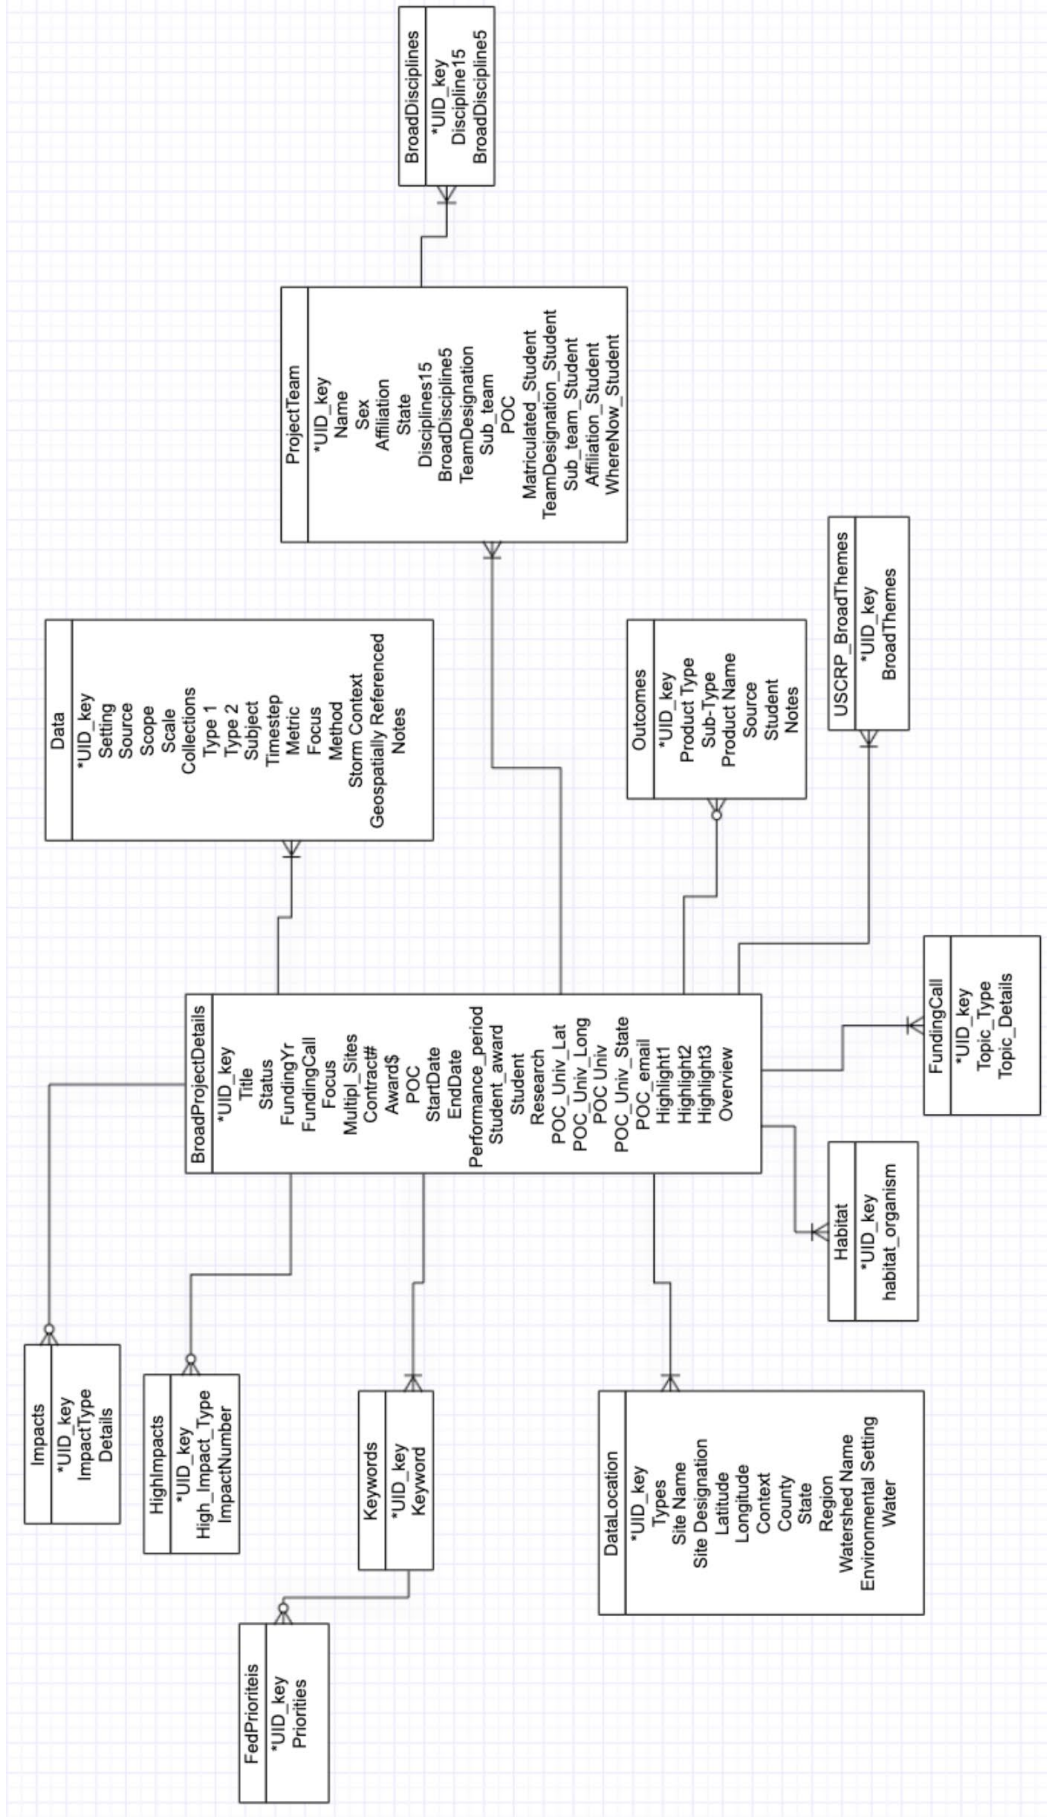 Impacts
*UID_key
ImpactType
Details
HighImpacts
*UID_key
High_Impact_Type
ImpactNumber
FedPrioriteis
*UID_key
Priorities
Keywords
*UID_key
Keyword
DataLocation
*UID_key
Types
Site Name
Site Designation
Latitude
Longitude
Context
County
State
Region
Watershed Name
Environmental Setting
Water
BroadProjectDetails
*UID_key
Title
Status
FundingYr
FundingCall
Focus
Multipl_Sites
Contract#
Award$
POC
StartDate
EndDate
Performance_period
Student_award
Student
Research
POC_Univ_Lat
POC_Univ_Long
POC Univ
POC_Univ_State
POC_email
Highlight1
Highlight2
Highlight3
Overview
Habitat
*UID_key
habitat_organism
FundingCall
*UID_key
Topic_Type
Topic_Details
Data
*UID_key
Setting
Source
Scope
Scale
Collections
Type 1
Type 2
Subject
Timestep
Metric
Focus
Method
Storm Context
Geospatially Referenced
Notes
Outcomes
*UID_key
Product Type
Sub-Type
Product Name
Source
Student
Notes
USCRP_BroadThemes
*UID_key
BroadThemes
ProjectTeam
*UID_key
Name
Sex
Affiliation
State
Disciplines15
BroadDiscipline5
TeamDesignation
Sub_team
POC
Matriculated_Student
TeamDesignation_Student
Sub_team_Student
Affiliation_Student
WhereNow_Student
BroadDisciplines
*UID_key
Discipline15
BroadDiscipline5